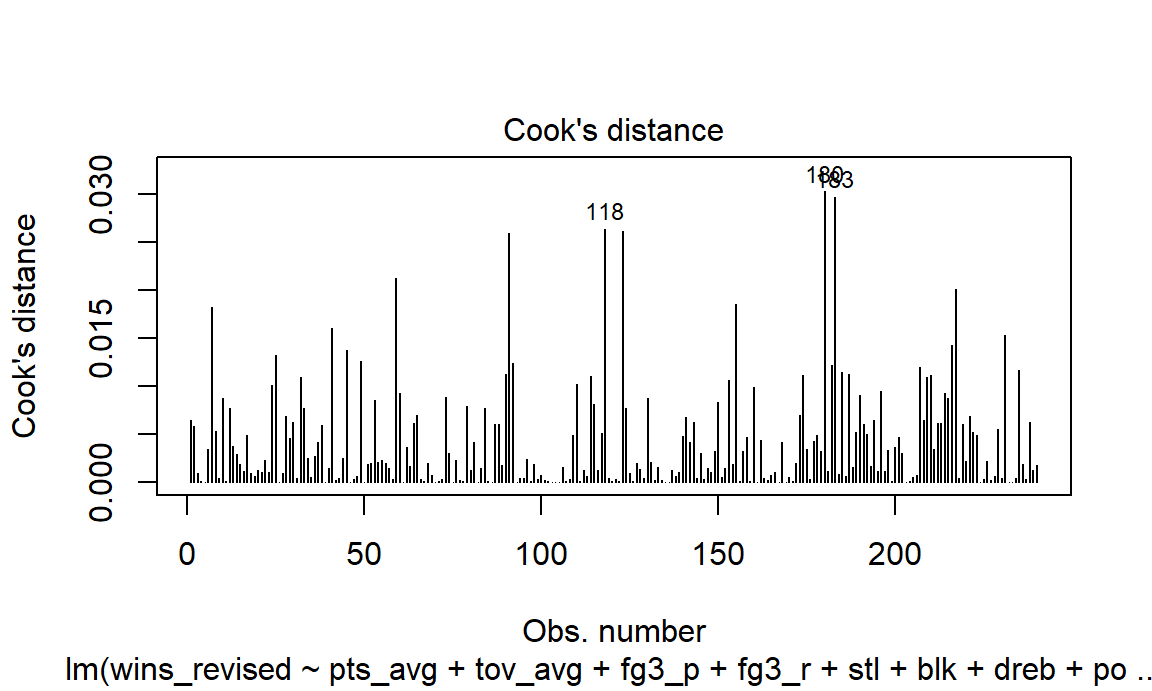 Cook's distance
Cook's distance
0.030
0.015
0.000
180
183
118
0 50 100 150 200
Obs. number
lm(wins_revised ~ pts_avg + tov_avg + fg3_p + fg3_r + stl + blk + dreb + po ..